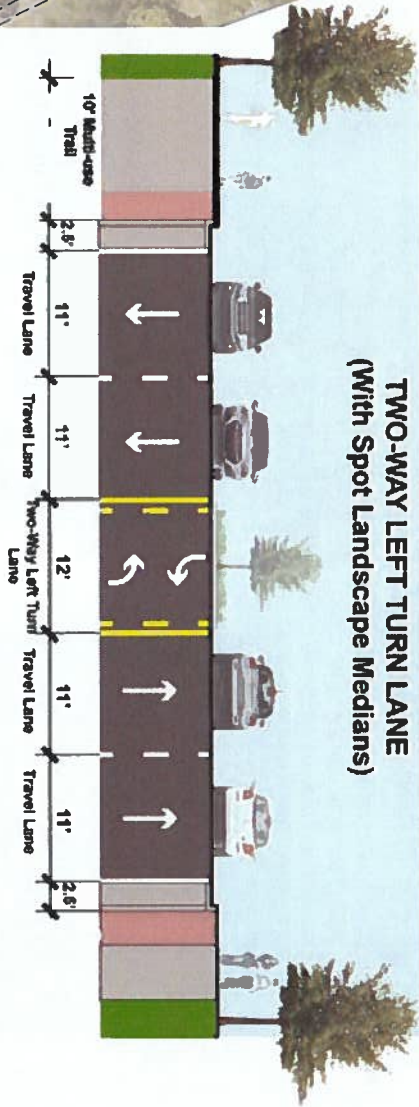 TWO-WAY LEFT TURN LANE
(With Spot Landscape Medians)
10' Multi-use
Trail
2.5'
11'
Travel Lane
11'
Travel Lane
12'
Two-Way Left Turn
Lane
11'
Travel Lane
11'
Travel Lane
2.5'